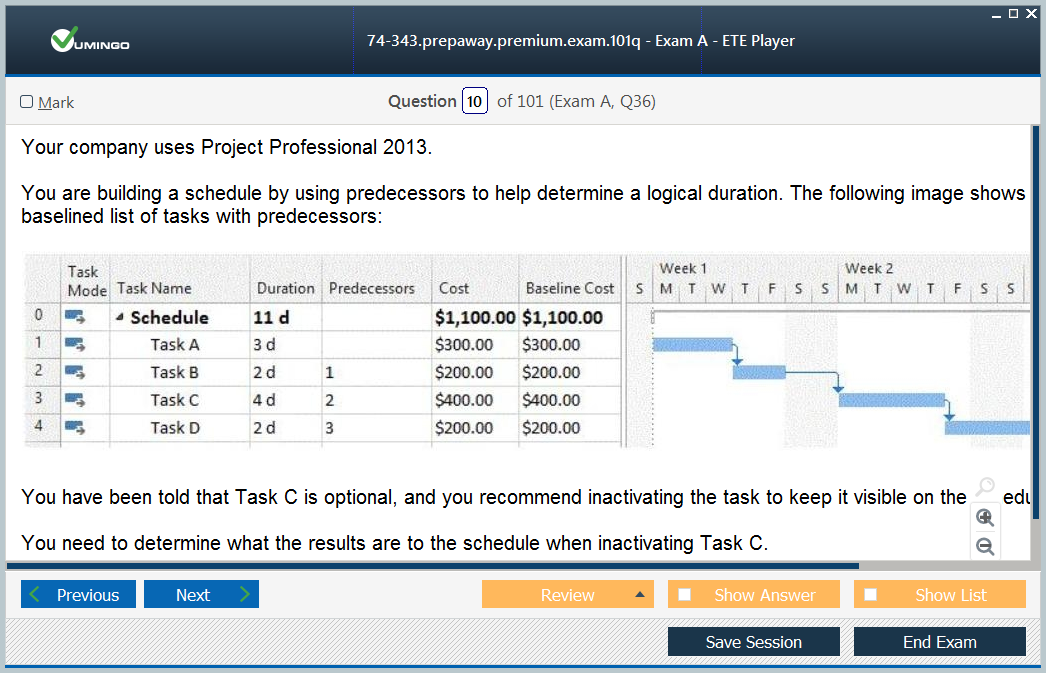 VUMINGO
74-343.prepaway.premium.exam.101q - Exam A - ETE Player
Mark
Question 10 of 101 (Exam A, Q36)
Your company uses Project Professional 2013.
You are building a schedule by using predecessors to help determine a logical duration. The following image shows
baselined list of tasks with predecessors:
Task Mode Task Name Duration Predecessors Cost Baseline Cost S Week 1 M T W T F S S Week 2 M T W T F S S
0 Schedule 11 d $1,100.00 $1,100.00
1 Task A 3 d $300.00 $300.00
2 Task B 2 d 1 $200.00 $200.00
3 Task C 4 d 2 $400.00 $400.00
4 Task D 2 d 3 $200.00 $200.00
You have been told that Task C is optional, and you recommend inactivating the task to keep it visible on the edu
You need to determine what the results are to the schedule when inactivating Task C.
Previous Next Review Show Answer Show List
Save Session End Exam